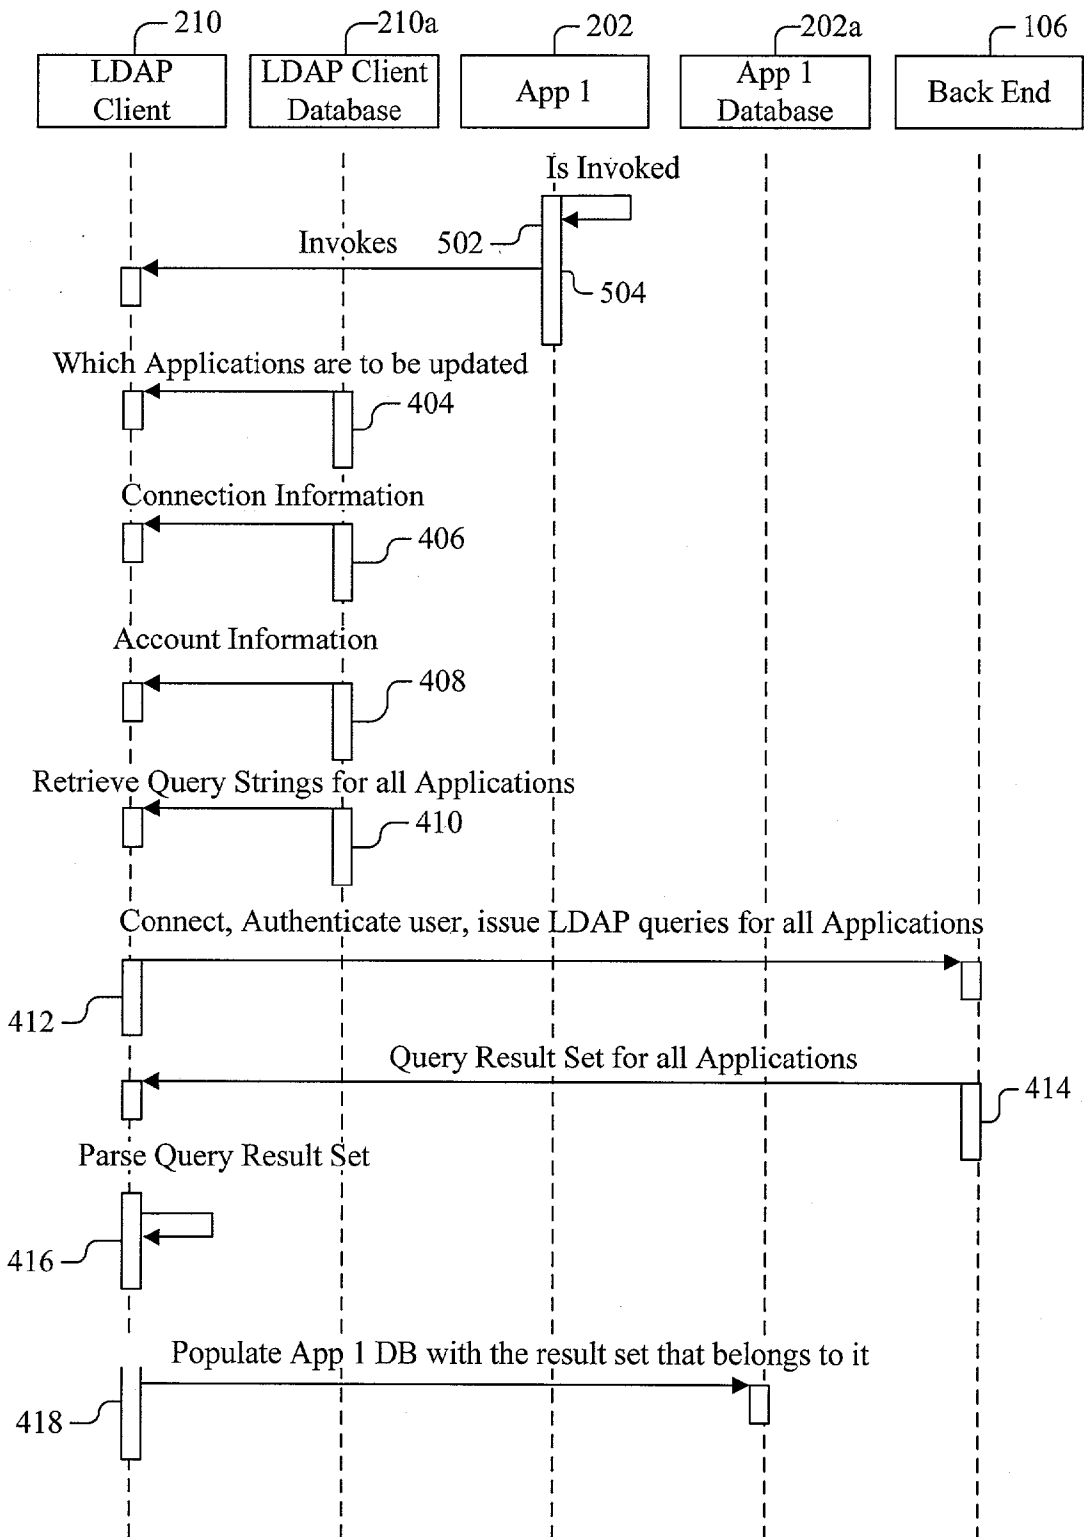 210
210a
202
202a
106
LDAP
Client
LDAP Client
Database
App 1
App 1
Database
Back End
Is Invoked
Invokes
502
504
Which Applications are to be updated
404
Connection Information
406
Account Information
408
Retrieve Query Strings for all Applications
410
Connect, Authenticate user, issue LDAP queries for all Applications
412
Query Result Set for all Applications
414
Parse Query Result Set
416
Populate App 1 DB with the result set that belongs to it
418